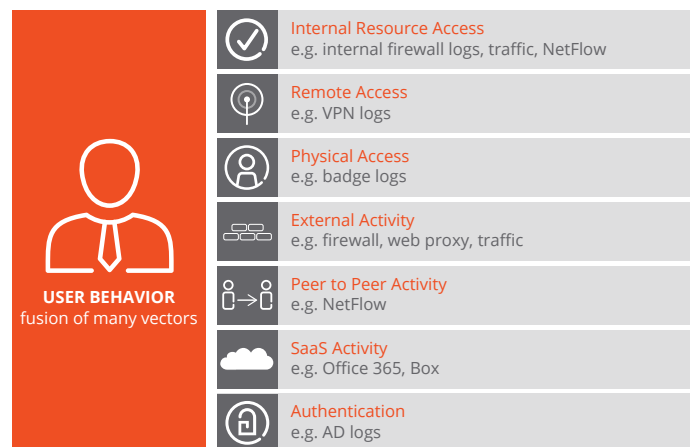 USER BEHAVIOR
fusion of many vectors
Internal Resource Access
e.g. internal firewall logs, traffic, NetFlow
Remote Access
e.g. VPN logs
Physical Access
e.g. badge logs
External Activity
e.g. firewall, web proxy, traffic
Peer to Peer Activity
e.g. NetFlow
SaaS Activity
e.g. Office 365, Box
Authentication
e.g. AD logs